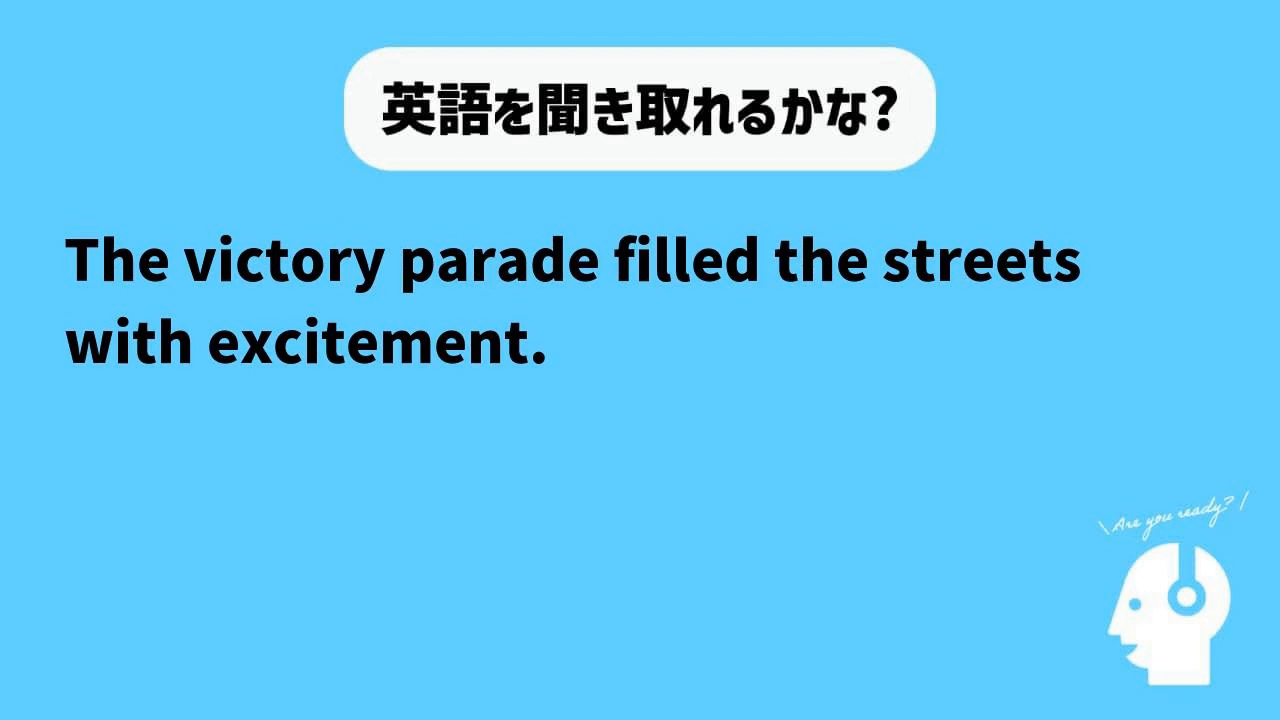 英語を聞き取れるかな?
The victory parade filled the streets
with excitement.
\ Are you ready? /